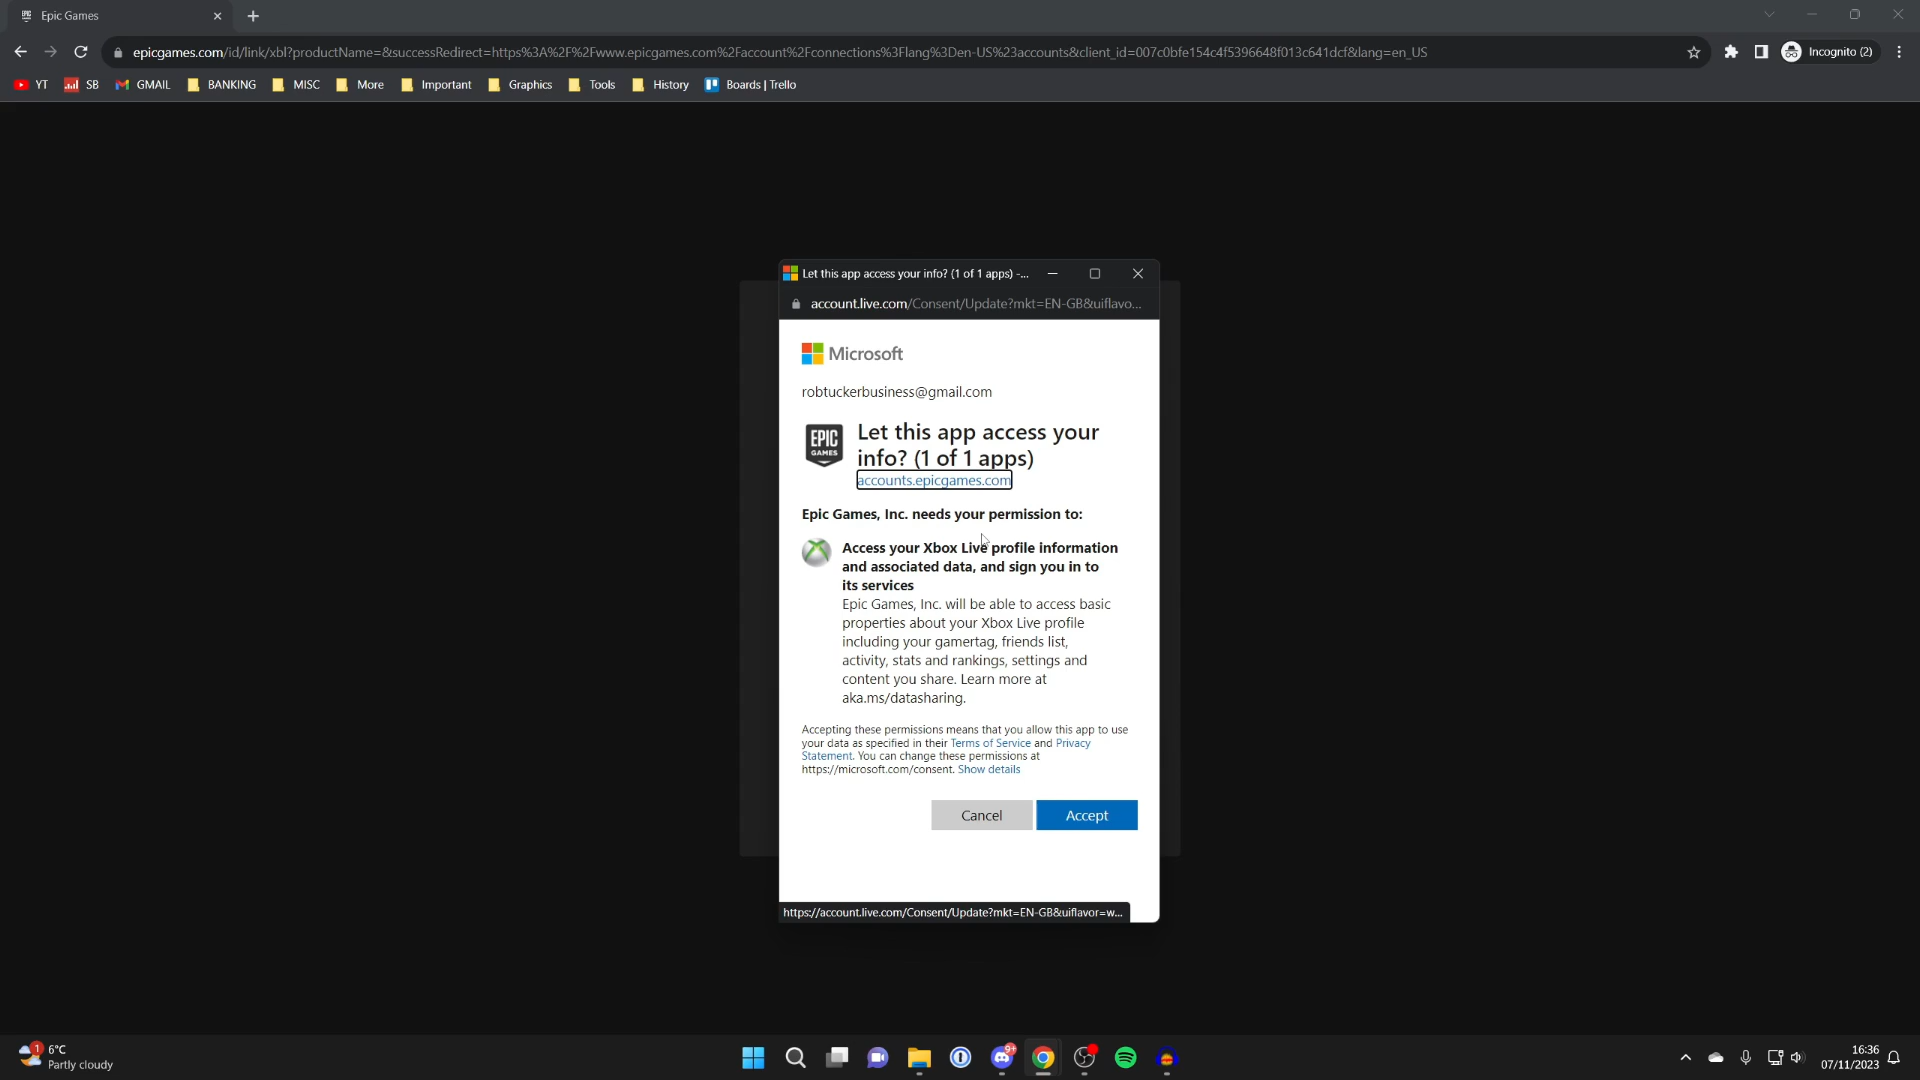 Epic Games
epicgames.com/id/link/xbl?productName=&successRedirect=https%3A%2F%2Fwww.epicgames.com%2Faccount%2Fconnections%3Flang%3Den-US%23accounts&client_id=007c0bfe154c4f5396648f013c641dcf&lang=en_US
Incognito (2)
YT SB GMAIL BANKING MISC More Important Graphics Tools History Boards | Trello
Let this app access your info? (1 of 1 apps) -...
account.live.com/Consent/Update?mkt=EN-GB&uiflavo...
Microsoft
robtuckerbusiness@gmail.com
EPIC
GAMES
Let this app access your
info? (1 of 1 apps)
accounts.epicgames.com
Epic Games, Inc. needs your permission to:
Access your Xbox Live profile information
and associated data, and sign you in to
its services
Epic Games, Inc. will be able to access basic
properties about your Xbox Live profile
including your gamertag, friends list,
activity, stats and rankings, settings and
content you share. Learn more at
aka.ms/datasharing.
Accepting these permissions means that you allow this app to use
your data as specified in their Terms of Service and Privacy
Statement. You can change these permissions at
https://microsoft.com/consent. Show details
Cancel Accept
https://account.live.com/Consent/Update?mkt=EN-GB&uiflavor=w...
1
6°C
Partly cloudy
9+
16:36
07/11/2023